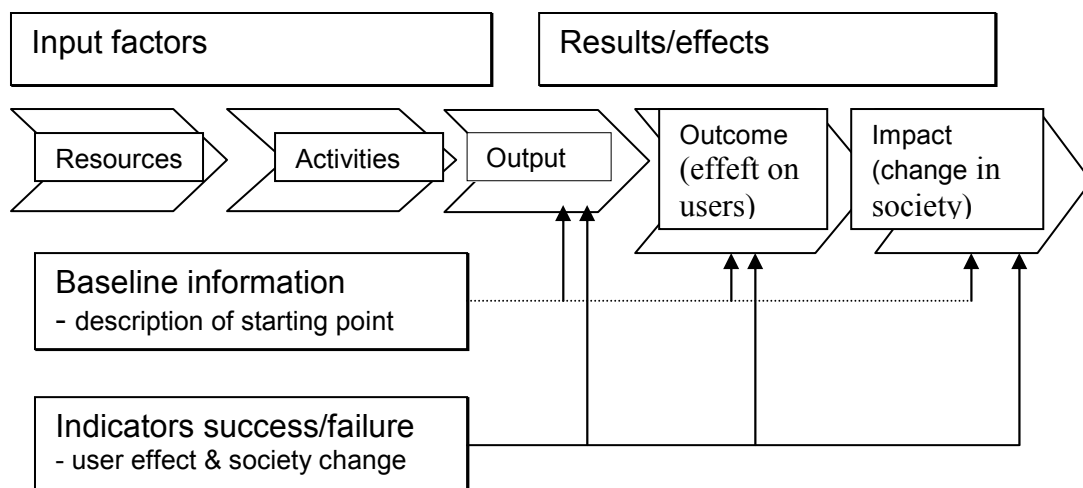 Input factors
Results/effects
Resources
Activities
Output
Outcome
(effeft on
users)
Impact
(change in
society)
Baseline information
- description of starting point
Indicators success/failure
- user effect & society change